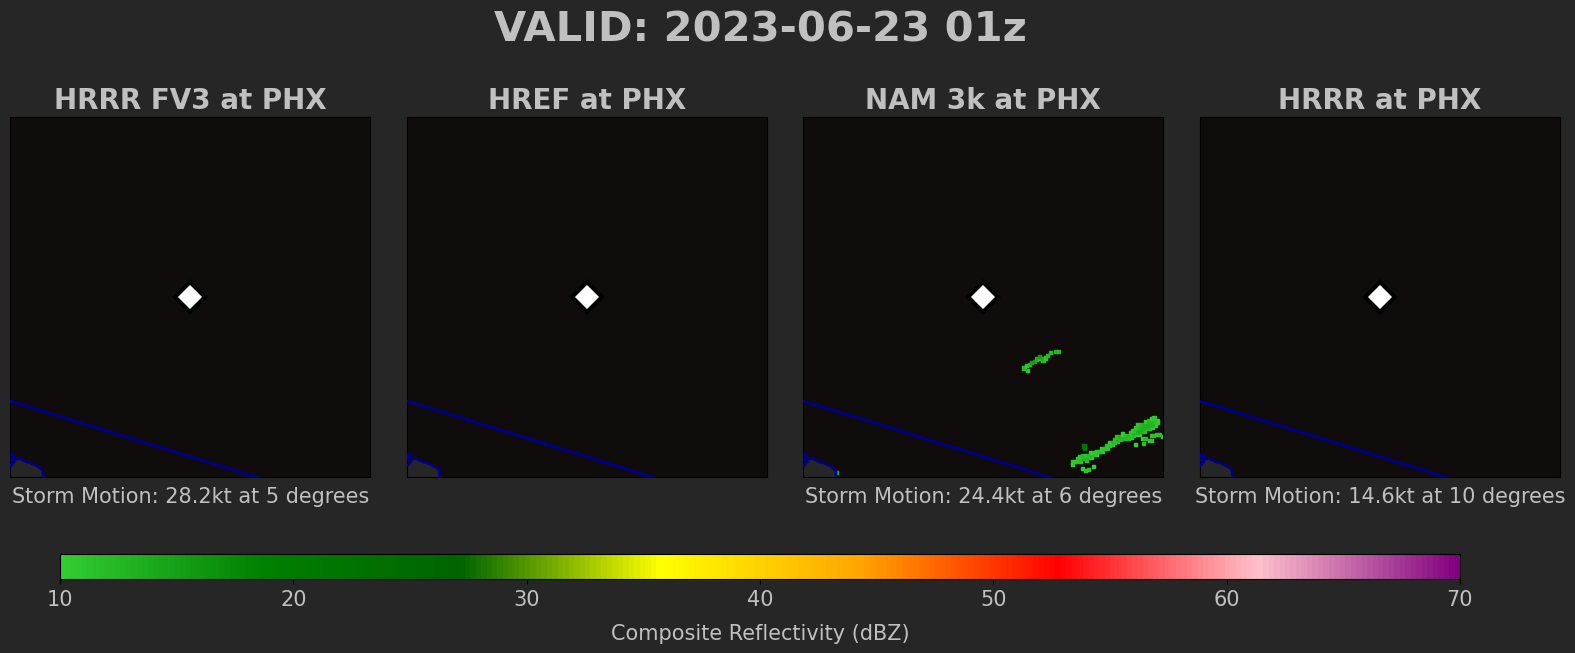 VALID: 2023-06-23 01z
HRRR FV3 at PHX
HREF at PHX
NAM 3k at PHX
HRRR at PHX
Storm Motion: 28.2kt at 5 degrees
Storm Motion: 24.4kt at 6 degrees
Storm Motion: 14.6kt at 10 degrees
10 20 30 40 50 60 70
Composite Reflectivity (dBZ)